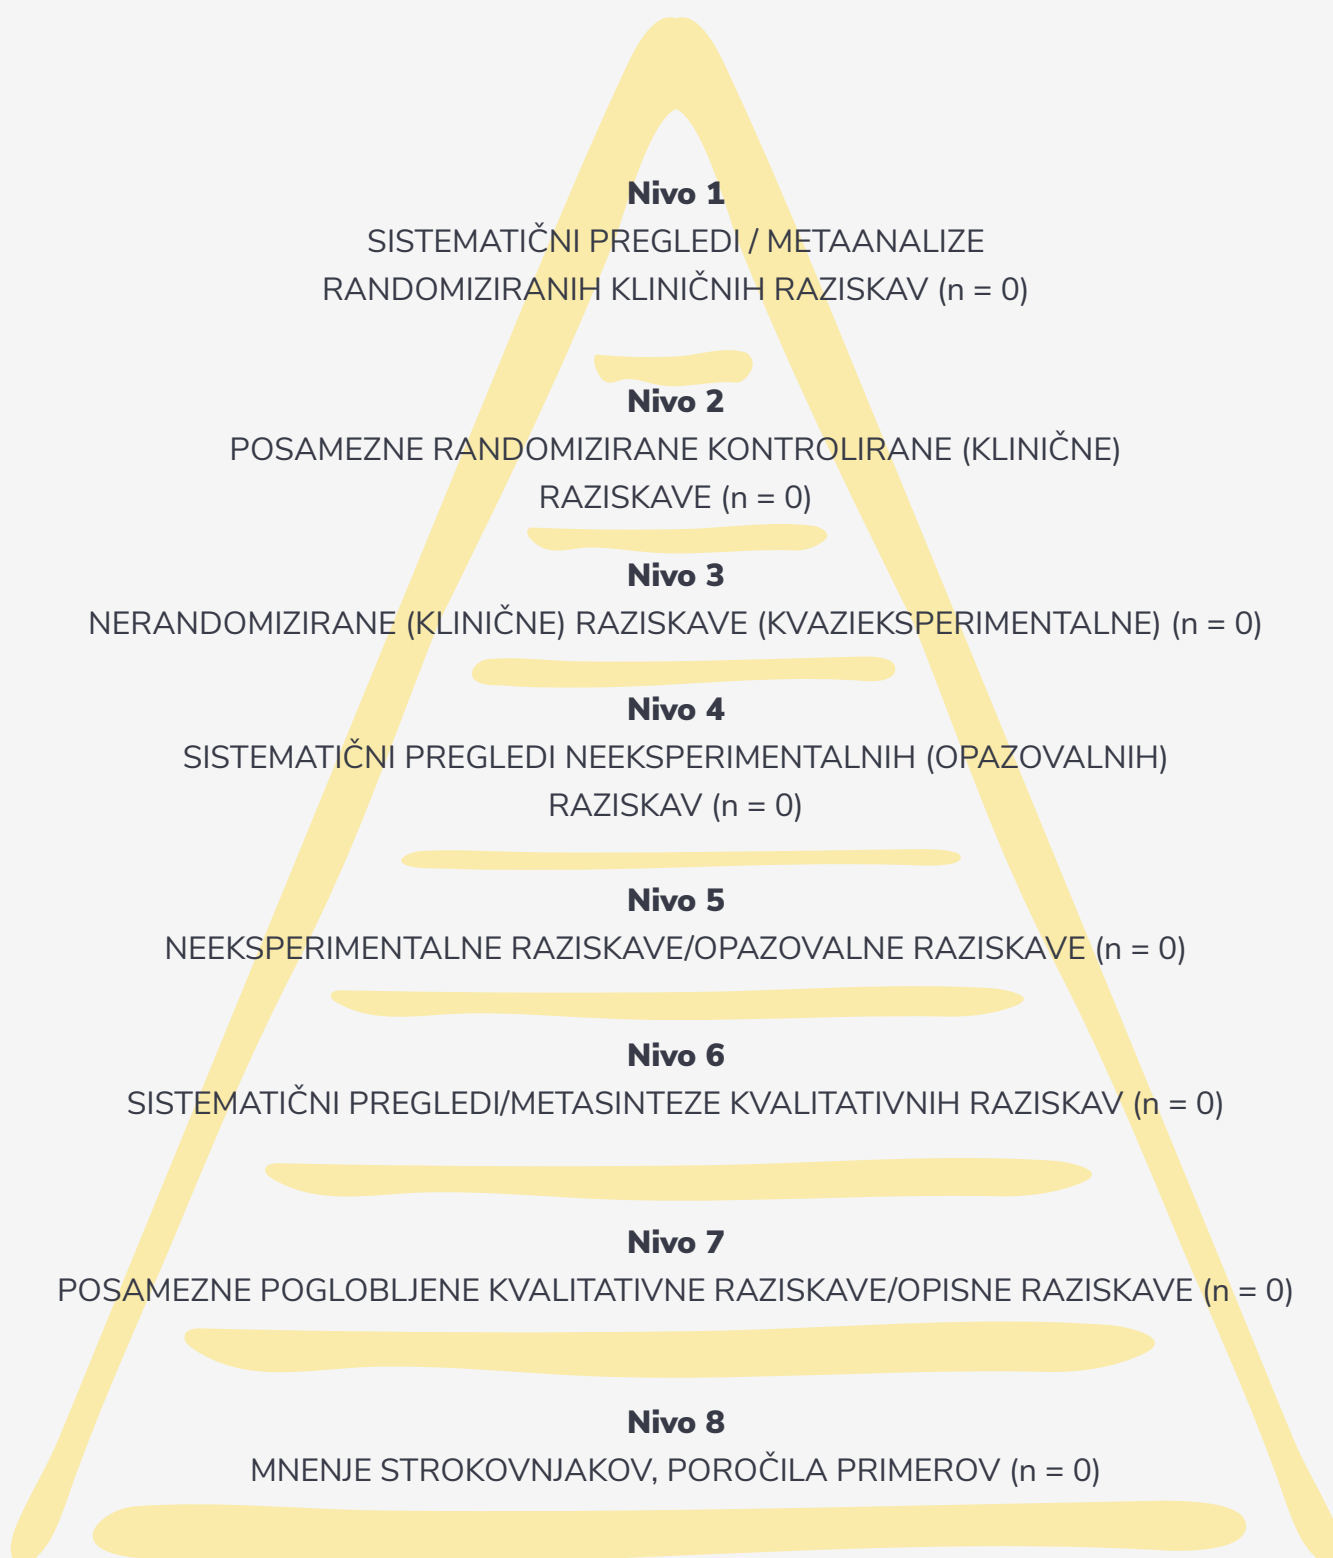 Nivo 1
SISTEMATIČNI PREGLEDI / METAANALIZE
RANDOMIZIRANIH KLINIČNIH RAZISKAV (n = 0)
Nivo 2
POSAMEZNE RANDOMIZIRANE KONTROLIRANE (KLINIČNE)
RAZISKAVE (n = 0)
Nivo 3
NERANDOMIZIRANE (KLINIČNE) RAZISKAVE (KVAZIEKSPERIMENTALNE) (n = 0)
Nivo 4
SISTEMATIČNI PREGLEDI NEEKSPERIMENTALNIH (OPAZOVALNIH)
RAZISKAV (n = 0)
Nivo 5
NEEKSPERIMENTALNE RAZISKAVE/OPAZOVALNE RAZISKAVE (n = 0)
Nivo 6
SISTEMATIČNI PREGLEDI/METASINTEZE KVALITATIVNIH RAZISKAV (n = 0)
Nivo 7
POSAMEZNE POGLOBLJENE KVALITATIVNE RAZISKAVE/OPISNE RAZISKAVE (n = 0)
Nivo 8
MNENJE STROKOVNJAKOV, POROČILA PRIMEROV (n = 0)